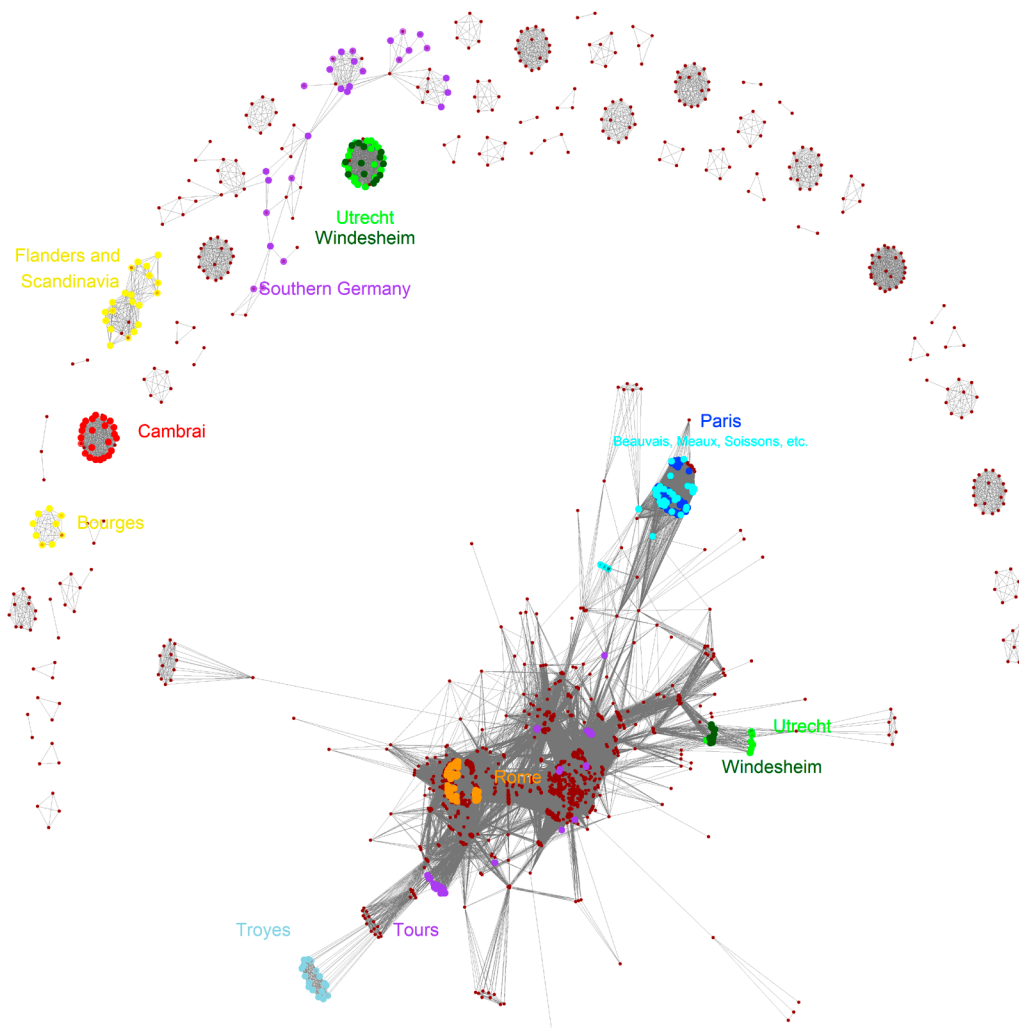 Utrecht
Windesheim
Flanders and
Scandinavia
Southern Germany
Cambrai
Paris
Beauvais, Meaux, Soissons, etc.
Bourges
Utrecht
Windesheim
Rome
Troyes
Tours